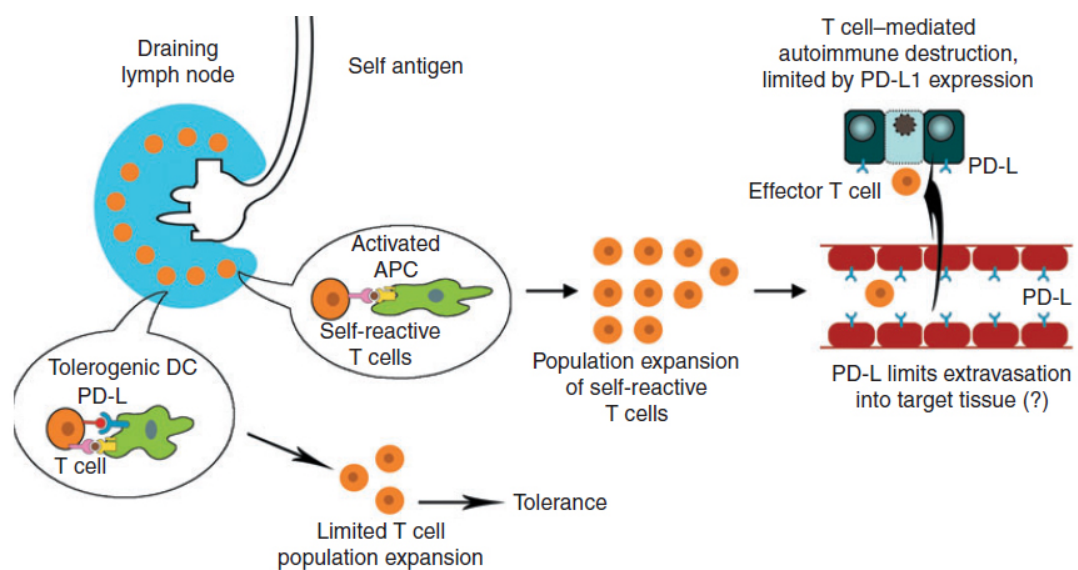 Draining
lymph node
Self antigen
T cell–mediated
autoimmune destruction,
limited by PD-L1 expression
PD-L
Effector T cell
Activated
APC
Self-reactive
T cells
PD-L
Tolerogenic DC
PD-L
T cell
Population expansion
of self-reactive
T cells
PD-L limits extravasation
into target tissue (?)
Tolerance
Limited T cell
population expansion